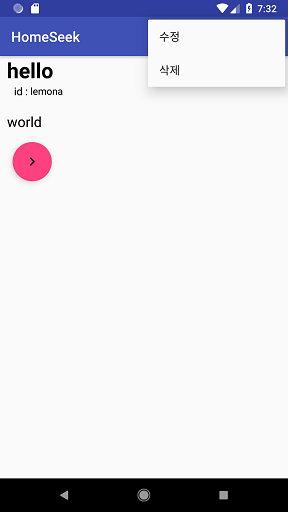 7:32
HomeSeek
수정
삭제
hello
id : lemona
world